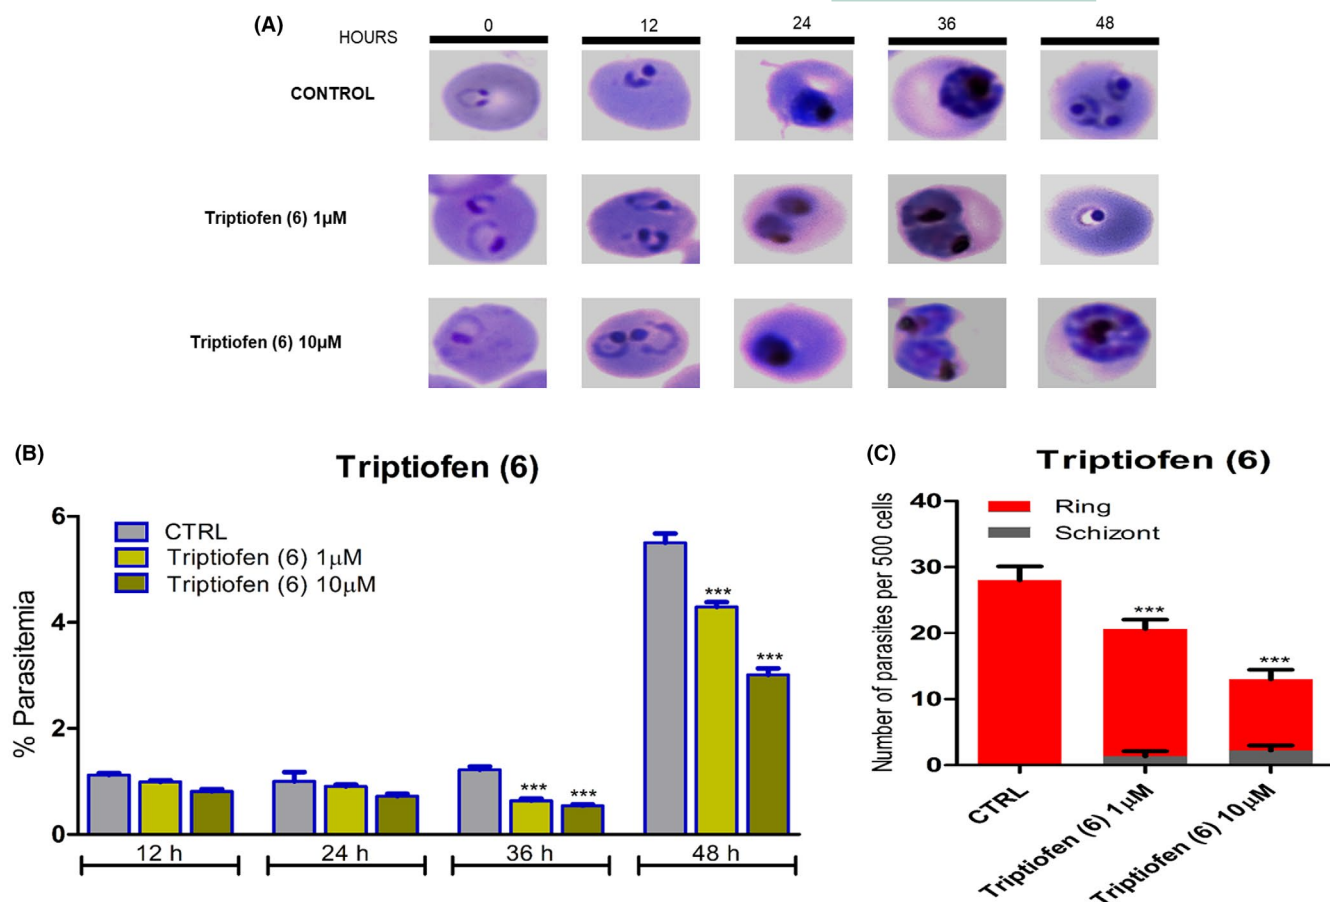 (A)
HOURS 0 12 24 36 48
CONTROL
Triptiofen (6) 1µM
Triptiofen (6) 10µM
(B)
Triptiofen (6)
% Parasitemia
6
4
2
0
CTRL
Triptiofen (6) 1µM
Triptiofen (6) 10µM
*** ***
***
***
12 h 24 h 36 h 48 h
(C)
Triptiofen (6)
Number of parasites per 500 cells
40
30
20
10
0
Ring
Schizont
***
***
CTRL
Triptiofen (6) 1µM
Triptiofen (6) 10µM